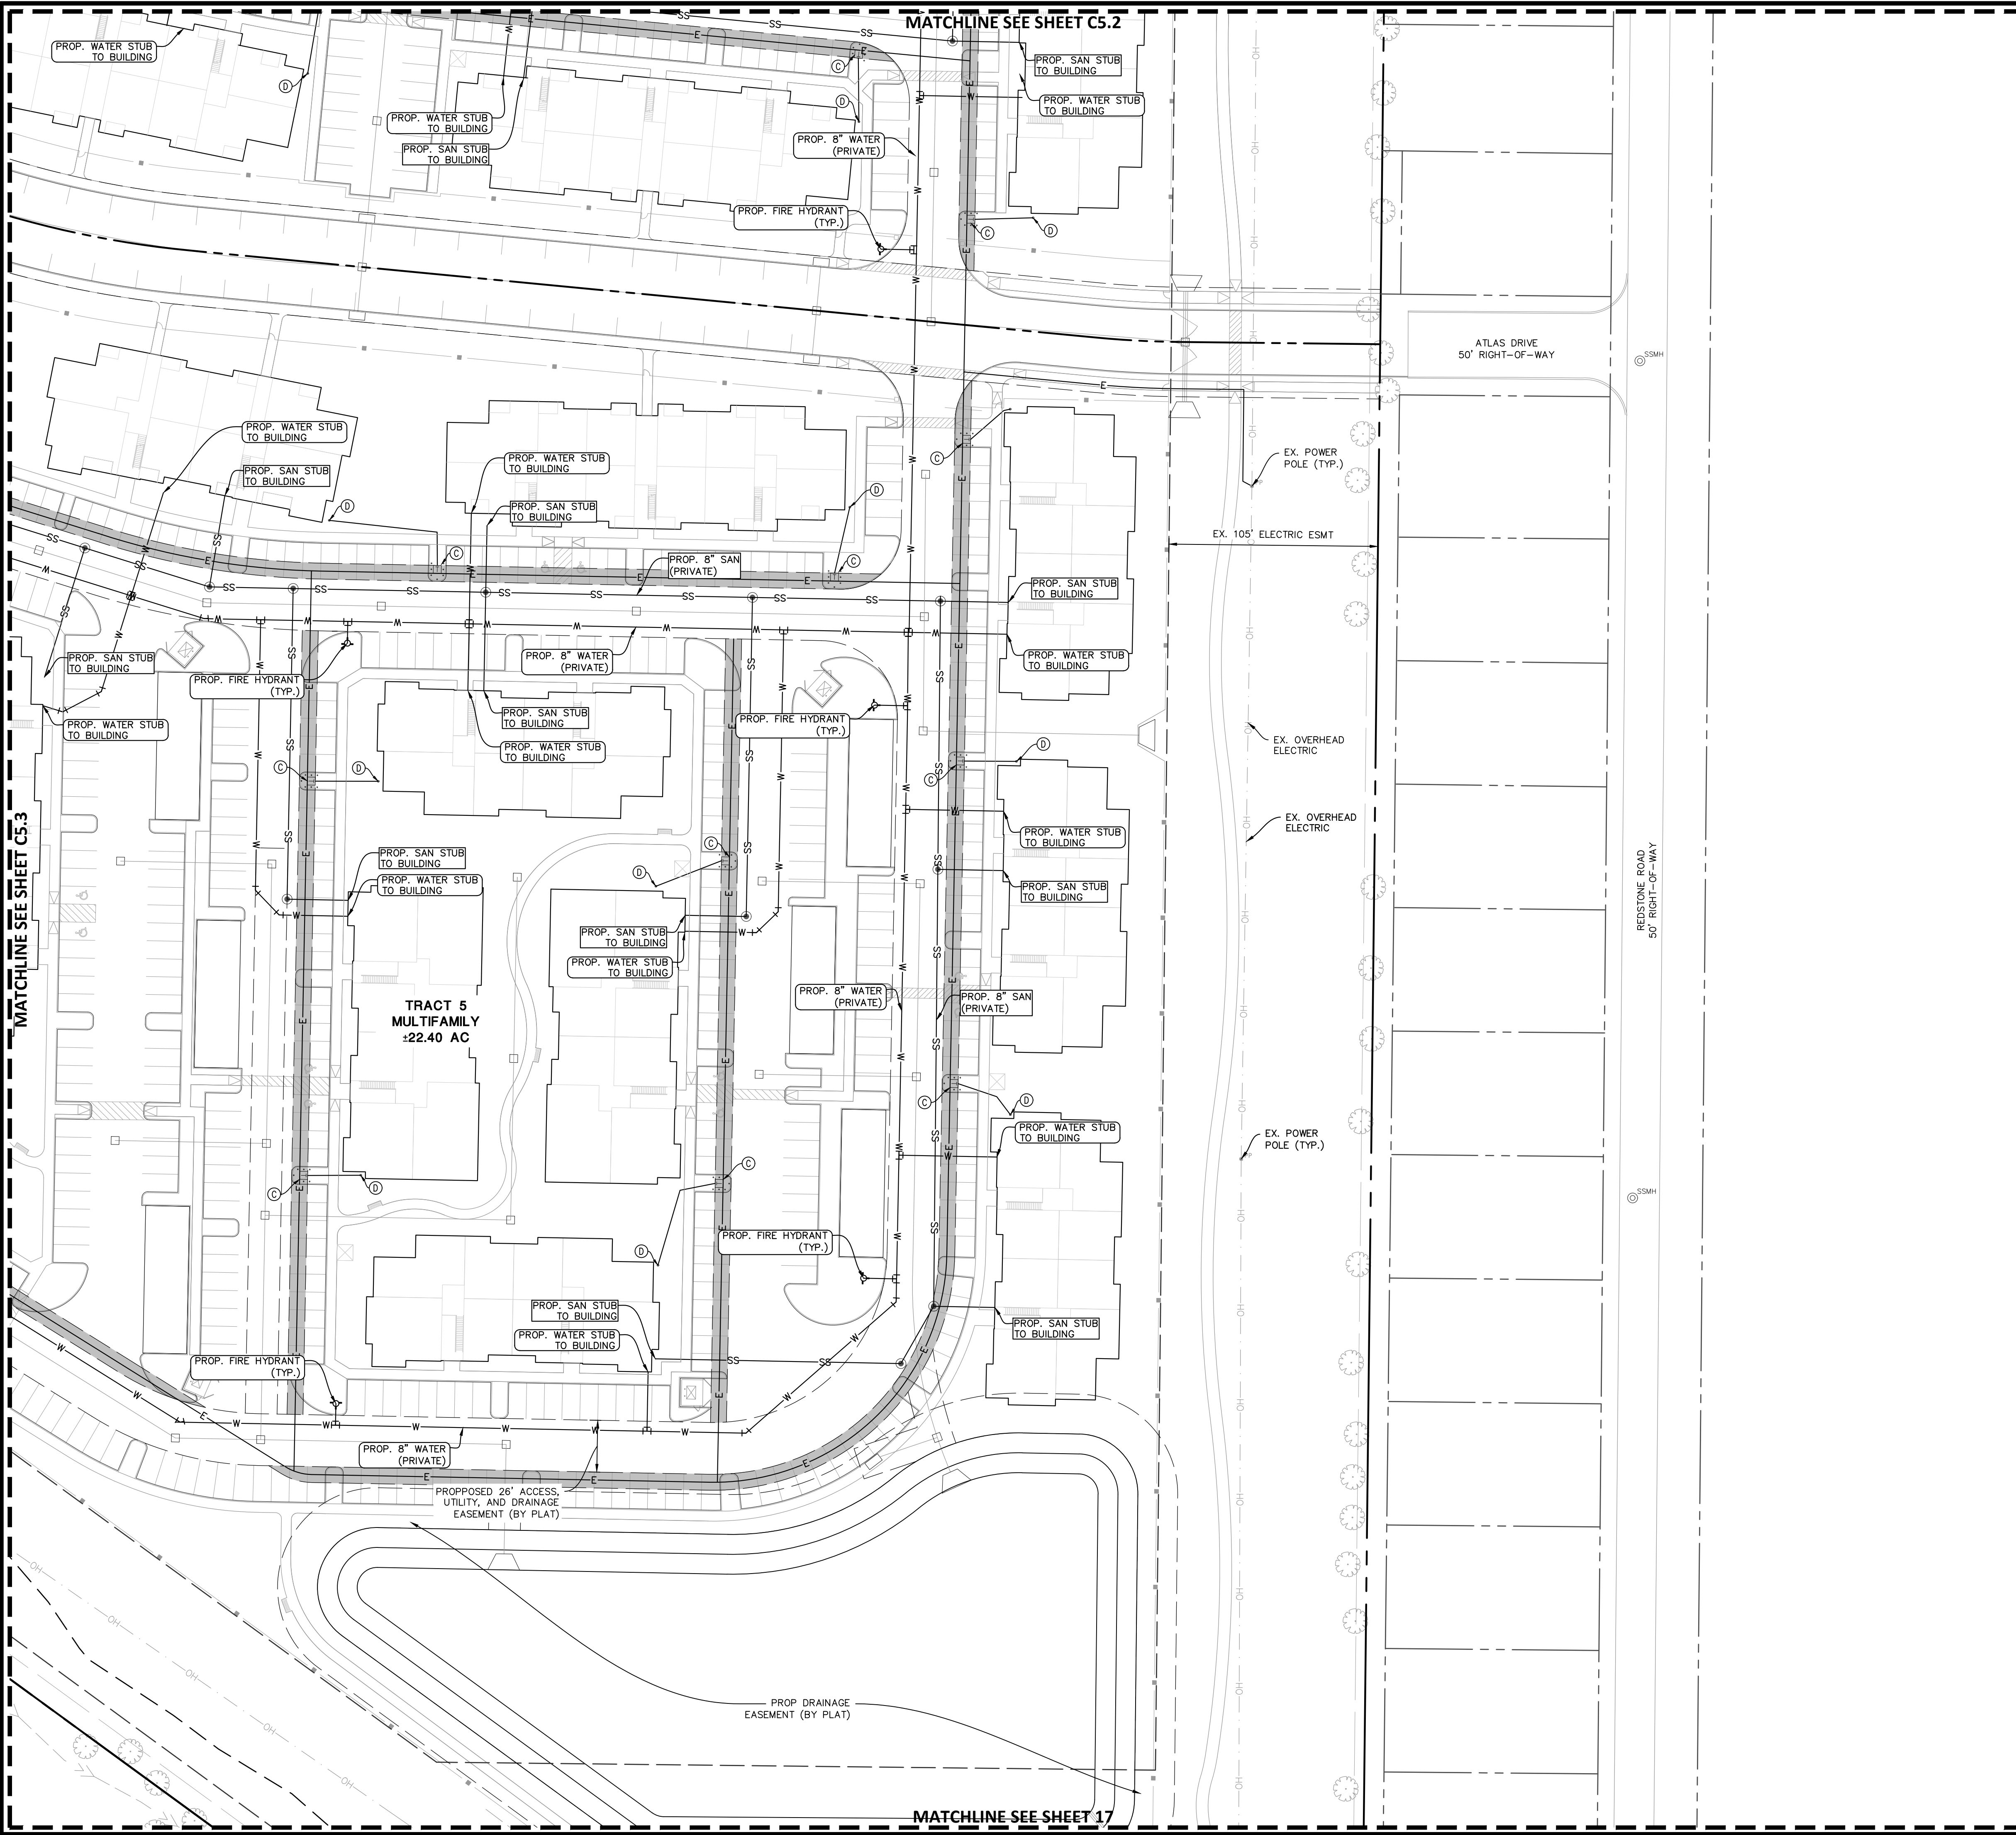 MATCHLINE SEE SHEET C5.2
PROP. WATER STUB
TO BUILDING
D
C
PROP. SAN STUB
TO BUILDING
PROP. WATER STUB
TO BUILDING
PROP. WATER STUB
TO BUILDING
D
PROP. SAN STUB
TO BUILDING
PROP. 8" WATER
(PRIVATE)
PROP. FIRE HYDRANT
(TYP.)
C
D
ATLAS DRIVE
50' RIGHT-OF-WAY
SSMH
PROP. WATER STUB
TO BUILDING
PROP. SAN STUB
TO BUILDING
D
PROP. WATER STUB
TO BUILDING
PROP. SAN STUB
TO BUILDING
D
C
EX. POWER
POLE (TYP.)
EX. 105' ELECTRIC ESMT
C
C
PROP. 8" SAN
(PRIVATE)
PROP. SAN STUB
TO BUILDING
PROP. SAN STUB
TO BUILDING
PROP. 8" WATER
(PRIVATE)
PROP. WATER STUB
TO BUILDING
PROP. FIRE HYDRANT
(TYP.)
PROP. WATER STUB
TO BUILDING
PROP. SAN STUB
TO BUILDING
PROP. FIRE HYDRANT
(TYP.)
PROP. WATER STUB
TO BUILDING
D
EX. OVERHEAD
ELECTRIC
C
D
C
MATCHLINE SEE SHEET C5.3
C
D
PROP. WATER STUB
TO BUILDING
EX. OVERHEAD
ELECTRIC
PROP. SAN STUB
TO BUILDING
PROP. WATER STUB
TO BUILDING
PROP. SAN STUB
TO BUILDING
REDSTONE ROAD
50' RIGHT-OF-WAY
PROP. SAN STUB
TO BUILDING
PROP. WATER STUB
TO BUILDING
PROP. 8" WATER
(PRIVATE)
PROP. 8" SAN
(PRIVATE)
TRACT 5
MULTIFAMILY
±22.40 AC
C
D
PROP. WATER STUB
TO BUILDING
EX. POWER
POLE (TYP.)
C
C
D
SSMH
PROP. FIRE HYDRANT
(TYP.)
D
PROP. SAN STUB
TO BUILDING
PROP. WATER STUB
TO BUILDING
PROP. SAN STUB
TO BUILDING
PROP. FIRE HYDRANT
(TYP.)
PROP. 8" WATER
(PRIVATE)
PROPPOSED 26' ACCESS,
UTILITY, AND DRAINAGE
EASEMENT (BY PLAT)
PROP DRAINAGE
EASEMENT (BY PLAT)
MATCHLINE SEE SHEET 17